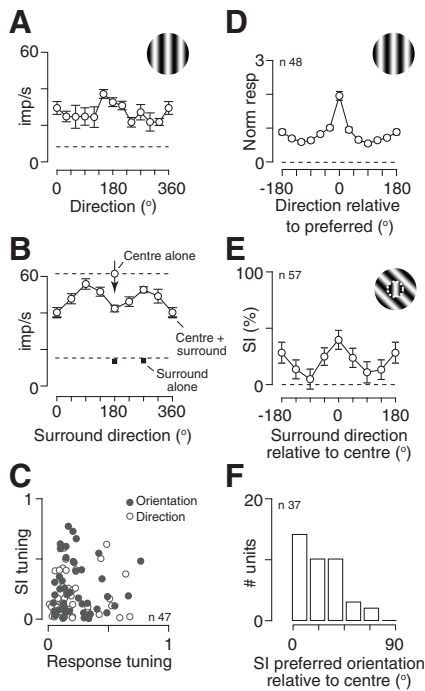 A
60
imp/s
0
0 180 360
Direction (°)
B
60
imp/s
0
Centre alone
Centre +
surround
Surround
alone
0 180 360
Surround direction (°)
C
1
SI tuning
0
Orientation
Direction
n 47
0 1
Response tuning
D
3
n 48
Norm resp
0
-180 0 180
Direction relative
to preferred (°)
E
100
n 57
SI (%)
0
-180 0 180
Surround direction
relative to centre (°)
F
20
n 37
# units
0
0 90
SI preferred orientation
relative to centre (°)